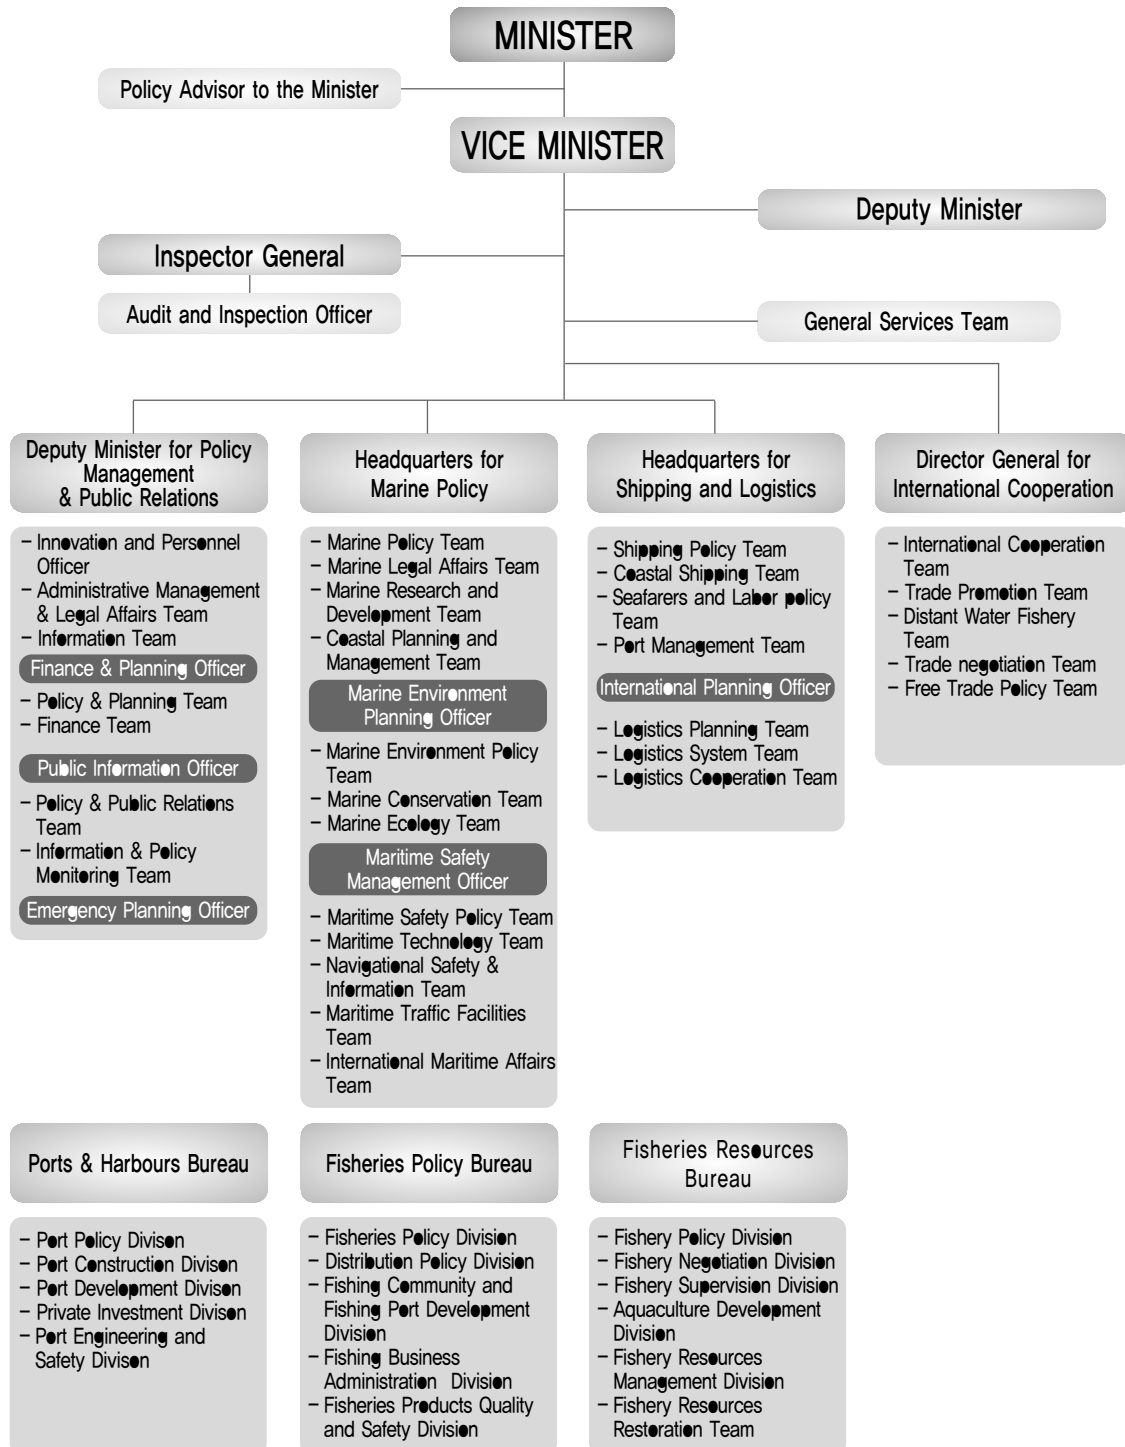 MINISTER
Policy Advisor to the Minister
VICE MINISTER
Deputy Minister
Inspector General
Audit and Inspection Officer
General Services Team
Deputy Minister for Policy
Management
& Public Relations
– Innovation and Personnel
Officer
– Administrative Management
& Legal Affairs Team
– Information Team
Finance & Planning Officer
– Policy & Planning Team
– Finance Team
Public Information Officer
– Policy & Public Relations
Team
– Information & Policy
Monitoring Team
Emergency Planning Officer
Headquarters for
Marine Policy
– Marine Policy Team
– Marine Legal Affairs Team
– Marine Research and
Development Team
– Coastal Planning and
Management Team
Marine Environment
Planning Officer
– Marine Environment Policy
Team
– Marine Conservation Team
– Marine Ecology Team
Maritime Safety
Management Officer
– Maritime Safety Policy Team
– Maritime Technology Team
– Navigational Safety &
Information Team
– Maritime Traffic Facilities
Team
– International Maritime Affairs
Team
Headquarters for
Shipping and Logistics
– Shipping Policy Team
– Coastal Shipping Team
– Seafarers and Labor policy
Team
– Port Management Team
International Planning Officer
– Logistics Planning Team
– Logistics System Team
– Logistics Cooperation Team
Director General for
International Cooperation
– International Cooperation
Team
– Trade Promotion Team
– Distant Water Fishery
Team
– Trade negotiation Team
– Free Trade Policy Team
Ports & Harbours Bureau
– Port Policy Divison
– Port Construction Divison
– Port Development Divison
– Private Investment Divison
– Port Engineering and
Safety Divison
Fisheries Policy Bureau
– Fisheries Policy Division
– Distribution Policy Division
– Fishing Community and
Fishing Port Development
Division
– Fishing Business
Administration Division
– Fisheries Products Quality
and Safety Division
Fisheries Resources
Bureau
– Fishery Policy Division
– Fishery Negotiation Division
– Fishery Supervision Division
– Aquaculture Development
Division
– Fishery Resources
Management Division
– Fishery Resources
Restoration Team